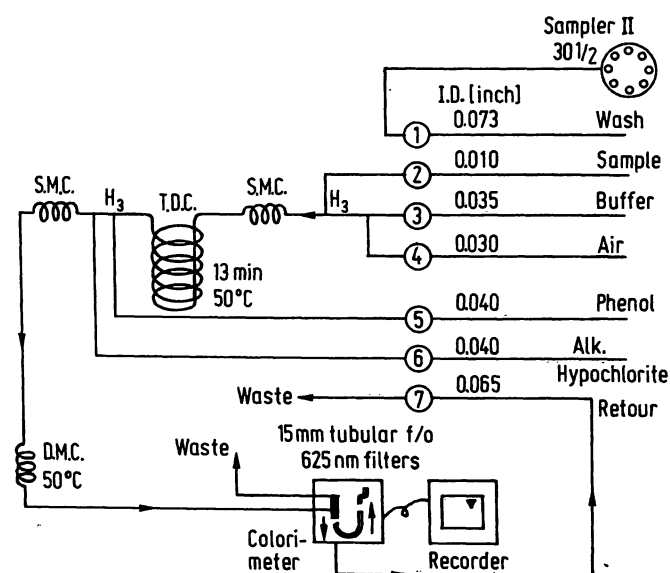 Sampler II
30 1/2
I.D. [inch]
1 0.073 Wash
2 0.010 Sample
S.M.C. H3 T.D.C. S.M.C. H3
3 0.035 Buffer
4 0.030 Air
13 min
50°C
5 0.040 Phenol
6 0.040 Alk.
Hypochlorite
Waste 7 0.065
Retour
D.M.C.
50°C
Waste
15mm tubular f/o
625nm filters
Colori-
meter
Recorder